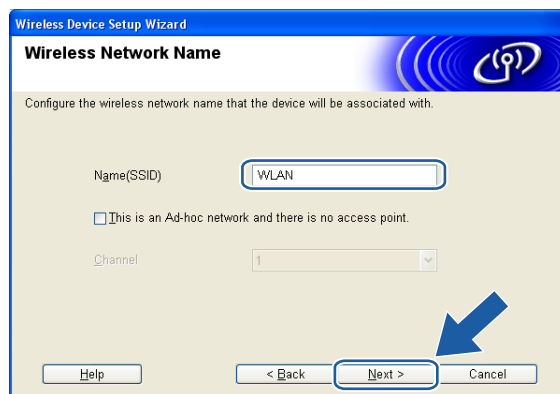 Wireless Device Setup Wizard
Wireless Network Name
Configure the wireless network name that the device will be associated with.
Name(SSID)
WLAN
This is an Ad-hoc network and there is no access point.
Channel
1
Help
< Back
Next >
Cancel